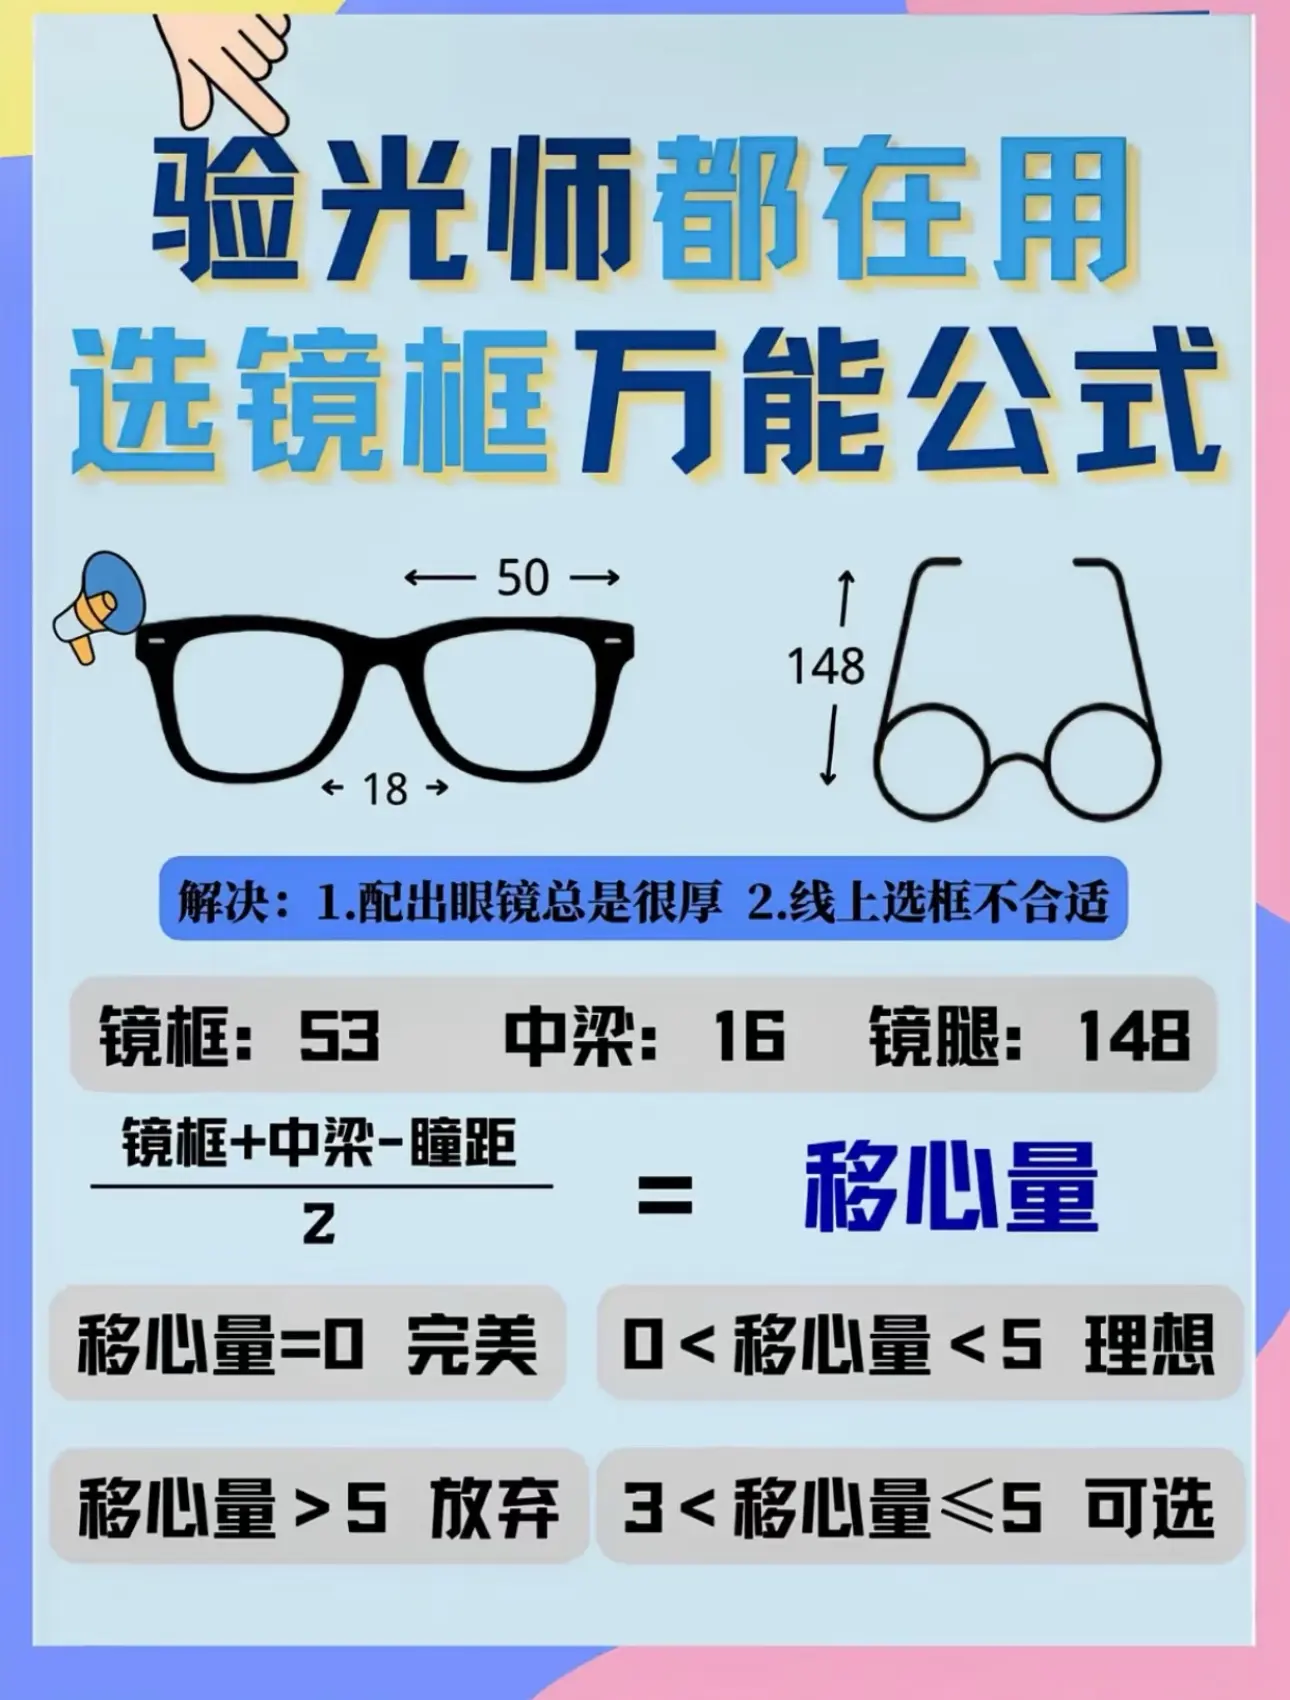 验光师都在用
选镜框万能公式
50
148
18
解决：1.配出眼镜总是很厚 2.线上选框不合适
镜框：53 中梁：16 镜腿：148
镜框+中梁-瞳距
2
=
移心量
移心量=0 完美
0<移心量<5 理想
移心量>5 放弃
3<移心量≤5 可选